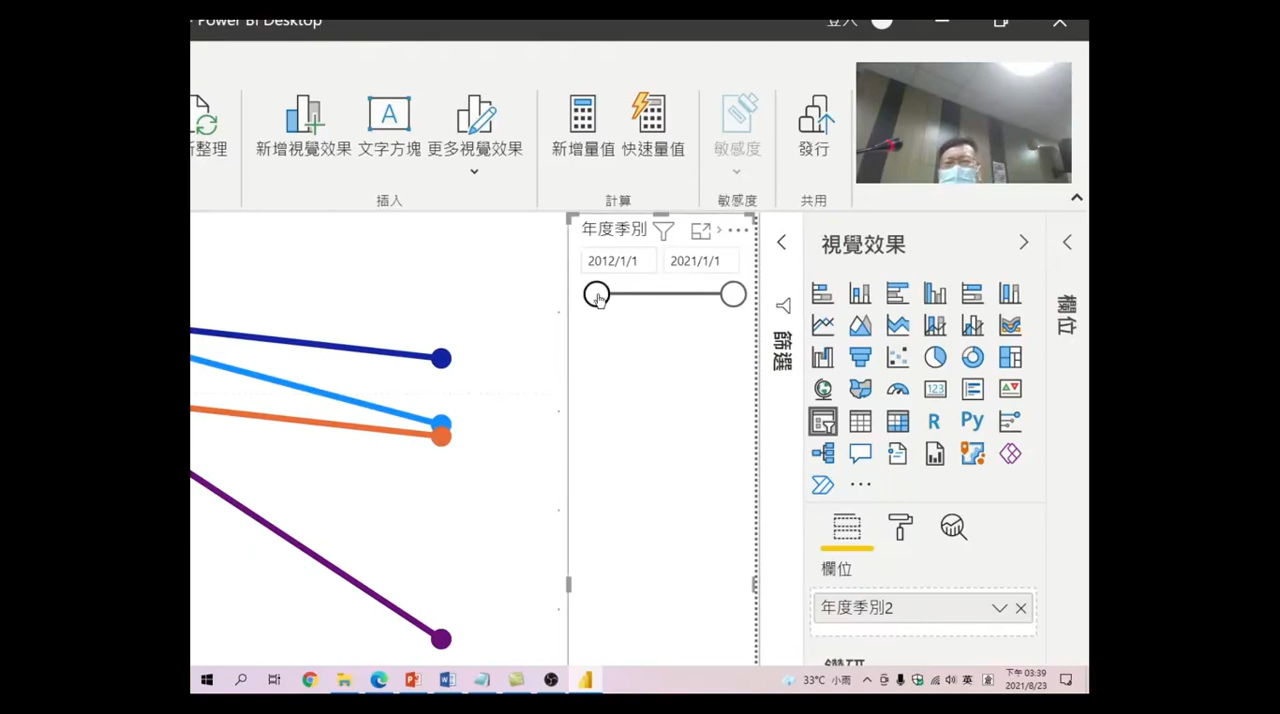 Power BI Desktop
登入
新整理
新增視覺效果
文字方塊
更多視覺效果
新增量值
快速量值
敏感度
發行
插入
計算
敏感度
共用
年度季別
2012/1/1
2021/1/1
篩選
視覺效果
欄位
123
R
Py
欄位
年度季別2
33°C 小雨
英
下午 03:39
2021/8/23